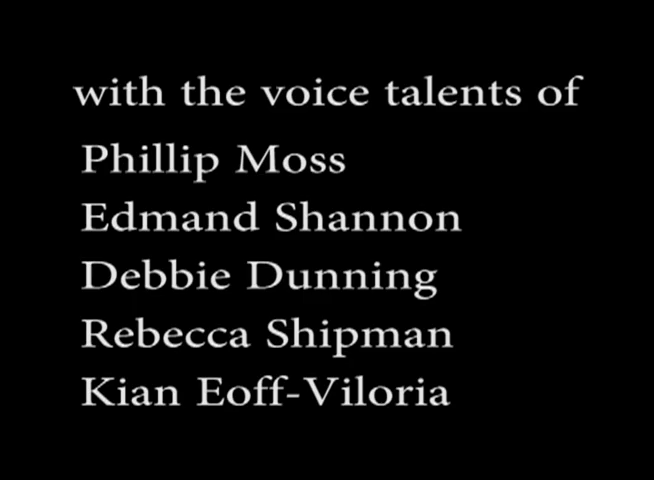 with the voice talents of
Phillip Moss
Edmand Shannon
Debbie Dunning
Rebecca Shipman
Kian Eoff-Viloria